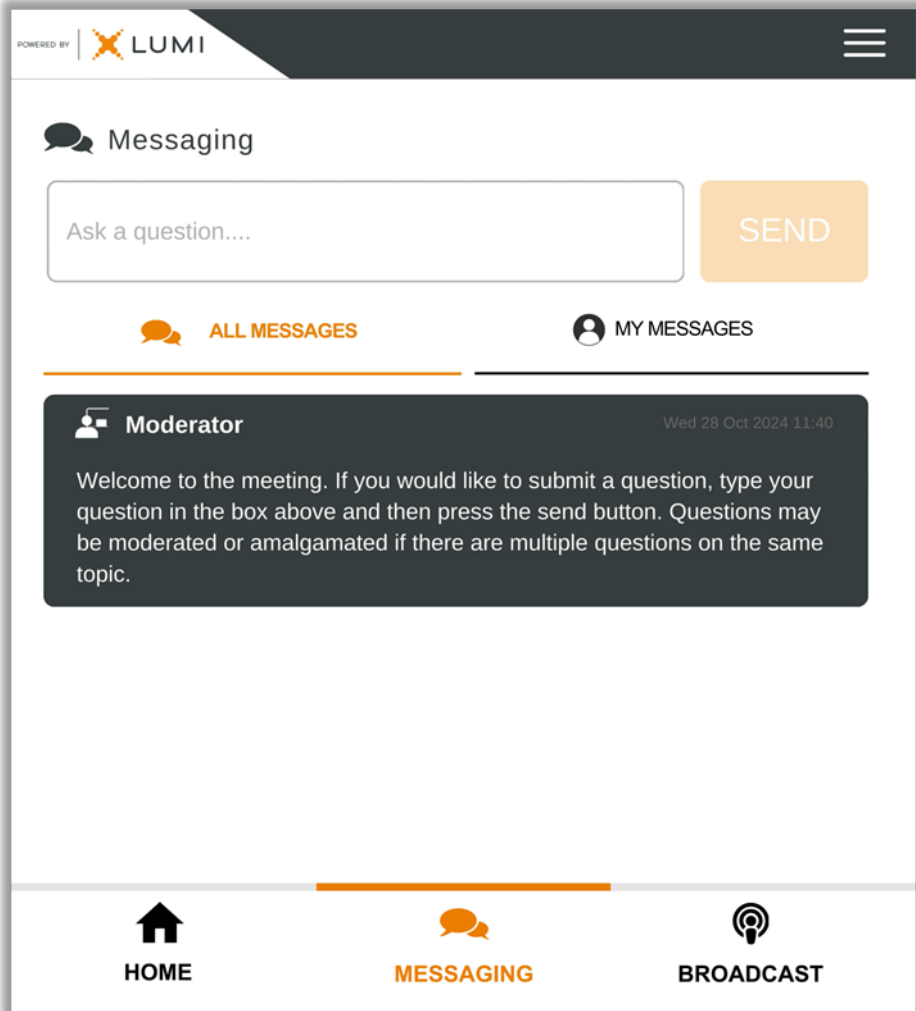 POWERED BY LUMI
Messaging
Ask a question....
SEND
ALL MESSAGES
MY MESSAGES
Moderator
Wed 28 Oct 2024 11:40
Welcome to the meeting. If you would like to submit a question, type your
question in the box above and then press the send button. Questions may
be moderated or amalgamated if there are multiple questions on the same
topic.
HOME
MESSAGING
BROADCAST